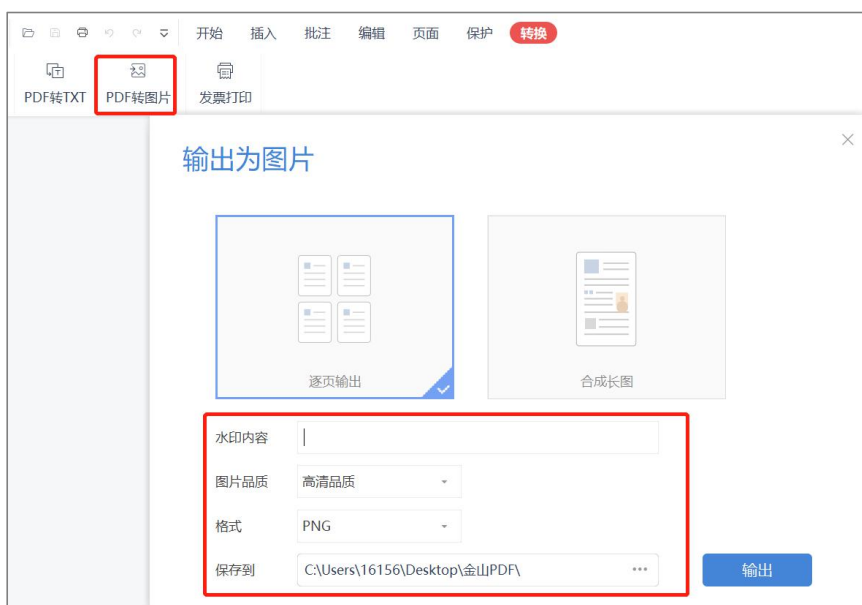 开始 插入 批注 编辑 页面 保护 转换
PDF转TXT PDF转图片 发票打印
输出为图片
逐页输出 合成长图
水印内容
图片品质 高清品质
格式 PNG
保存到 C:\Users\16156\Desktop\金山PDF\ ••• 输出